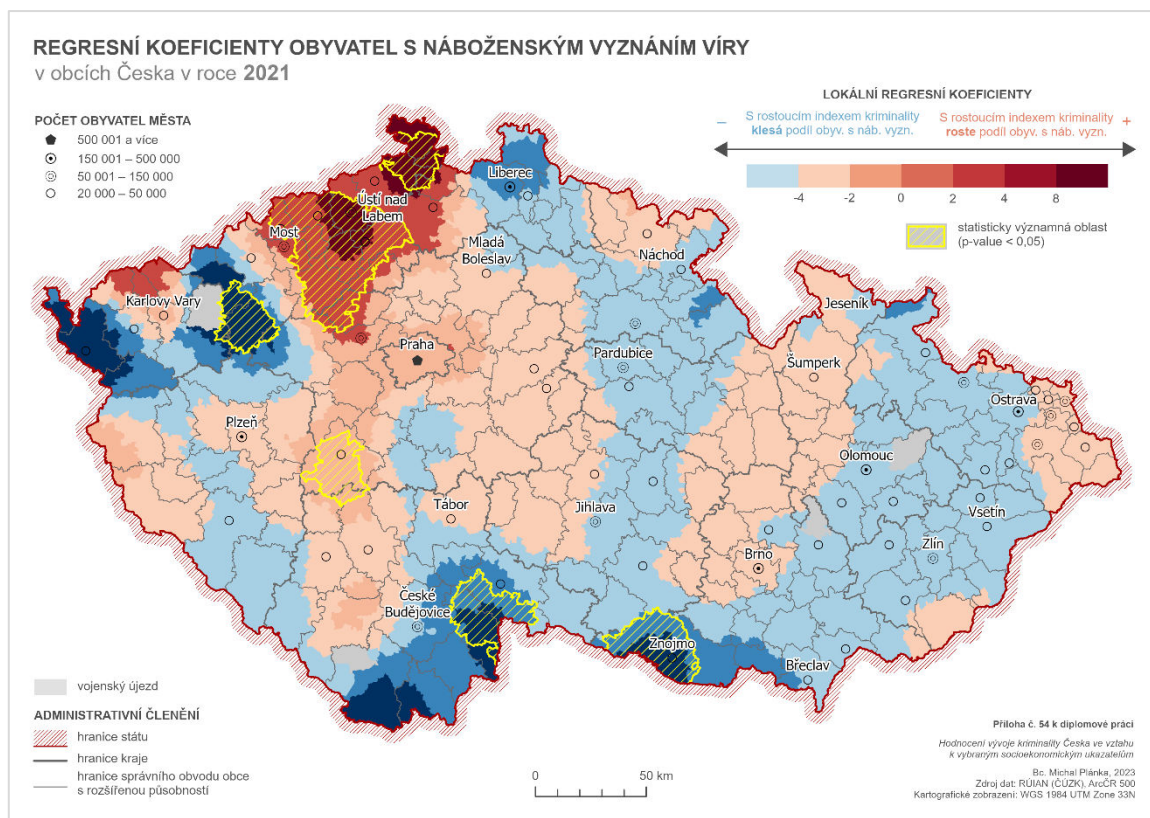 REGRESNÍ KOEFICIENTY OBYVATEL S NÁBOŽENSKÝM VYZNÁNÍM VÍRY
v obcích Česka v roce 2021
POČET OBYVATEL MĚSTA
500 001 a více
150 001 – 500 000
50 001 – 150 000
20 000 – 50 000
LOKÁLNÍ REGRESNÍ KOEFICIENTY
– S rostoucím indexem kriminality klesá podíl obyv. s náb. vyzn.
S rostoucím indexem kriminality roste podíl obyv. s náb. vyzn. +
-4 -2 0 2 4 8
statisticky významná oblast
(p-value < 0,05)
Liberec
Ústí nad
Labem
Most
Mladá
Boleslav
Náchod
Karlovy Vary
Jeseník
Praha
Pardubice
Šumperk
Ostrava
Plzeň
Olomouc
Tábor
Jihlava
Vsetín
Brno
Zlín
České
Budějovice
Znojmo
Břeclav
vojenský újezd
ADMINISTRATIVNÍ ČLENĚNÍ
hranice státu
hranice kraje
hranice správního obvodu obce
s rozšířenou působností
0 50 km
Příloha č. 54 k diplomové práci
Hodnocení vývoje kriminality Česka ve vztahu
k vybraným socioekonomickým ukazatelům
Bc. Michal Plánka, 2023
Zdroj dat: RÚIAN (ČÚZK), ArcČR 500
Kartografické zobrazení: WGS 1984 UTM Zone 33N